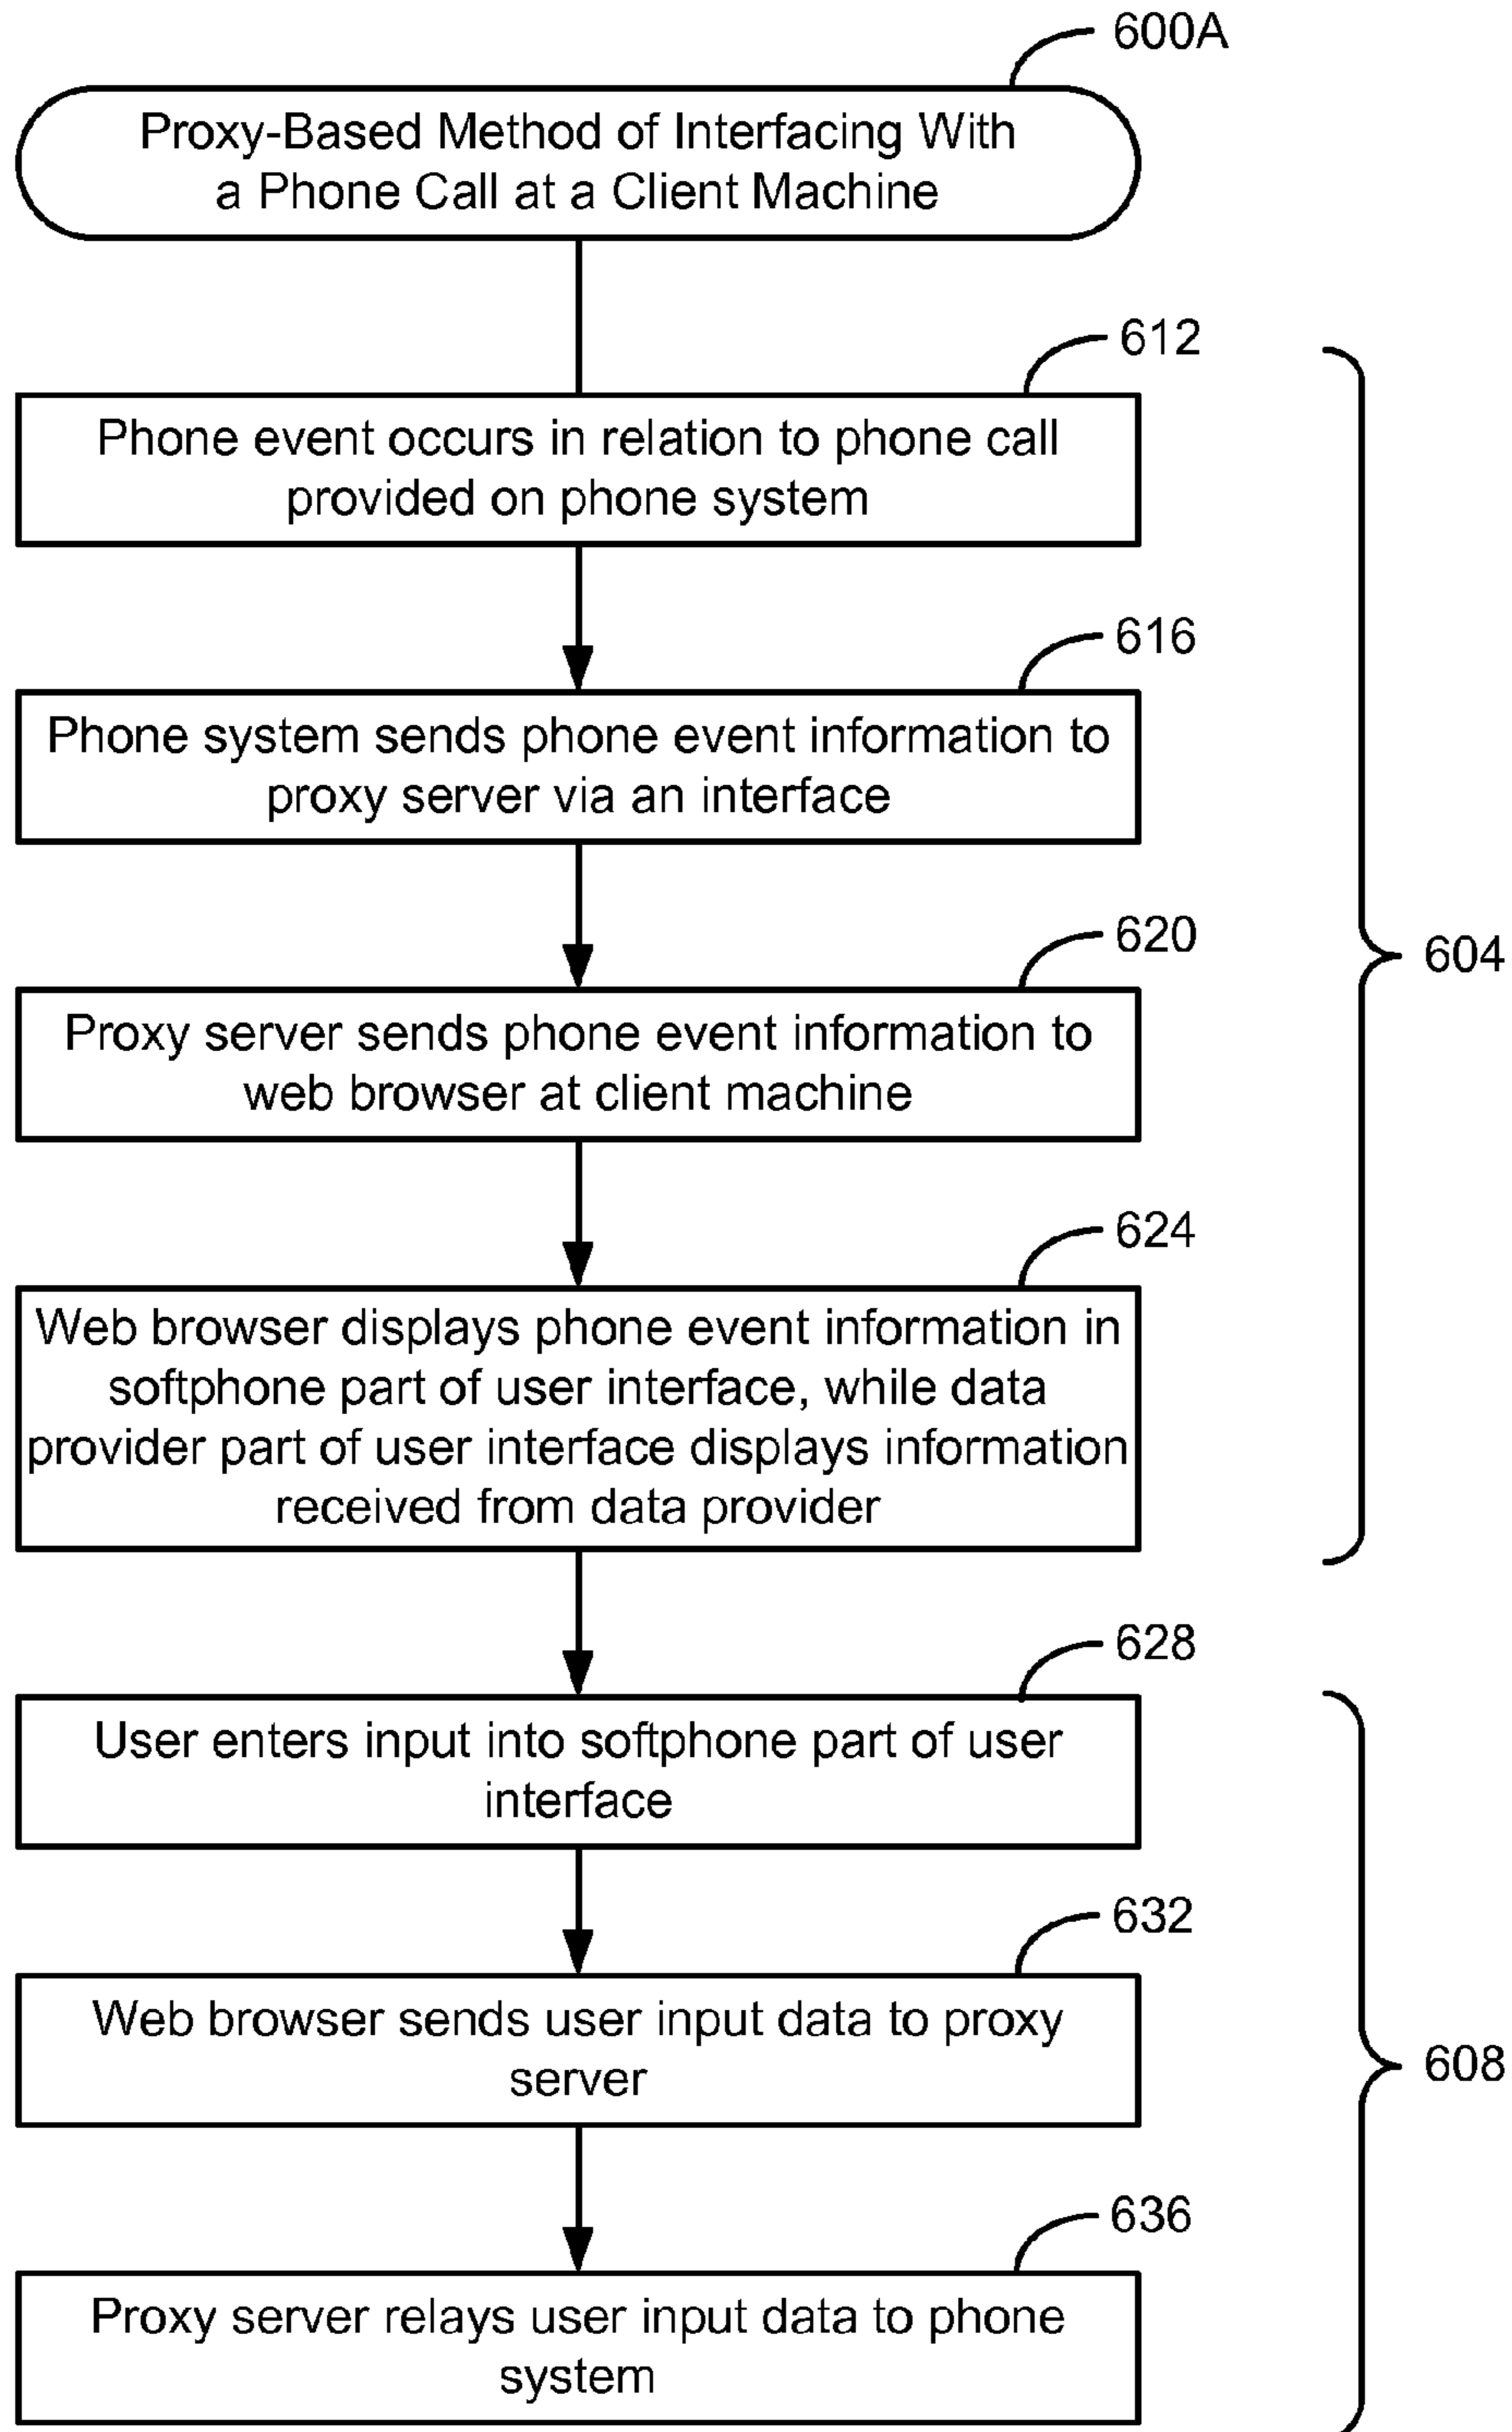 600A
Proxy-Based Method of Interfacing With
a Phone Call at a Client Machine
612
Phone event occurs in relation to phone call
provided on phone system
616
Phone system sends phone event information to
proxy server via an interface
620
604
Proxy server sends phone event information to
web browser at client machine
624
Web browser displays phone event information in
softphone part of user interface, while data
provider part of user interface displays information
received from data provider
628
User enters input into softphone part of user
interface
632
Web browser sends user input data to proxy
server
608
636
Proxy server relays user input data to phone
system